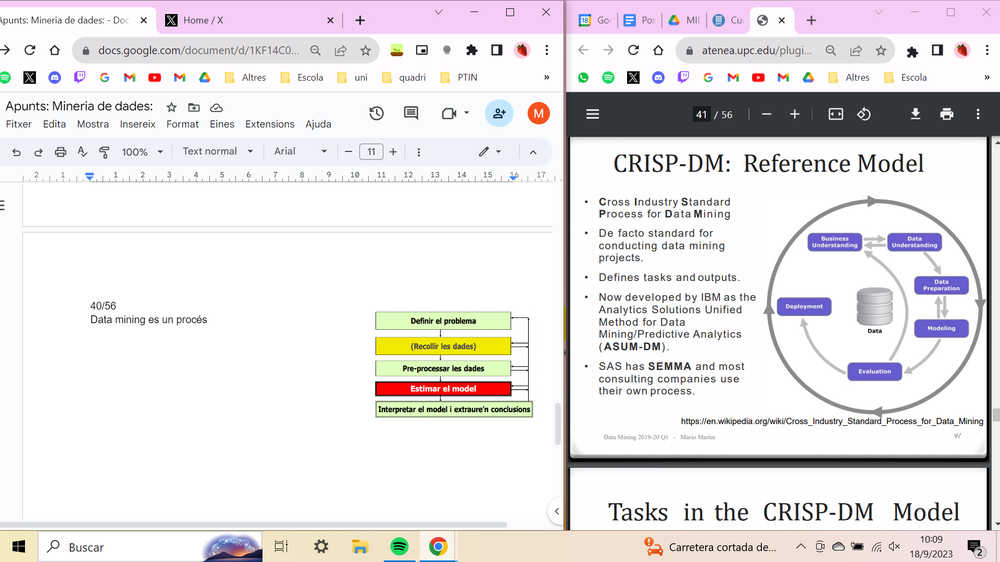 Apunts: Mineria de dades: - Doc
Home / X
docs.google.com/document/d/1KF14C0...
Altres
Escola
uni
quadri
PTIN
»
Apunts: Mineria de dades:
M
Fitxer Edita Mostra Insereix Format Eines Extensions Ajuda
100% Text normal Arial 11
2 1 1 2 3 4 5 6 7 8 9 10 11 12 13 14 15 16 17
40/56
Data mining es un procés
Definir el problema
(Recollir les dades)
Pre-processar les dades
Estimar el model
Interpretar el model i extraure'n conclusions
18 Goo Pos MII Cur
atenea.upc.edu/plugi...
Altres
Escola
»
41 / 56
CRISP-DM: Reference Model
• Cross Industry Standard
Process for Data Mining
• De facto standard for
conducting data mining
projects.
• Defines tasks and outputs.
• Now developed by IBM as the
Analytics Solutions Unified
Method for Data
Mining/Predictive Analytics
(ASUM-DM).
• SAS has SEMMA and most
consulting companies use
their own process.
Business
Understanding
Data
Understanding
Data
Preparation
Modeling
Evaluation
Deployment
Data
https://en.wikipedia.org/wiki/Cross_Industry_Standard_Process_for_Data_Mining
Data Mining 2019-20 Q1 - Mario Martin
41
Tasks in the CRISP-DM Model
Buscar
Carretera cortada de...
10:09
18/9/2023
2